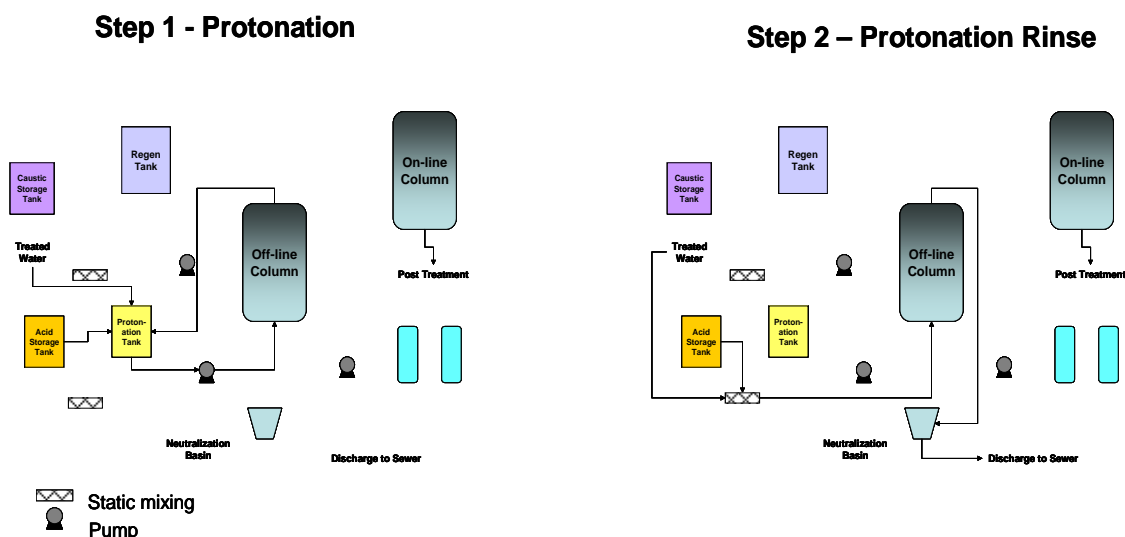 Step 1 - Protonation
Regen
Tank
Caustic
Storage
Tank
On-line
Column
Treated
Water
Off-line
Column
Post Treatment
Acid
Storage
Tank
Proton-
ation
Tank
Neutralization
Basin
Discharge to Sewer
Static mixing
Pump
Step 2 – Protonation Rinse
Regen
Tank
Caustic
Storage
Tank
On-line
Column
Treated
Water
Off-line
Column
Post Treatment
Acid
Storage
Tank
Proton-
ation
Tank
Neutralization
Basin
Discharge to Sewer